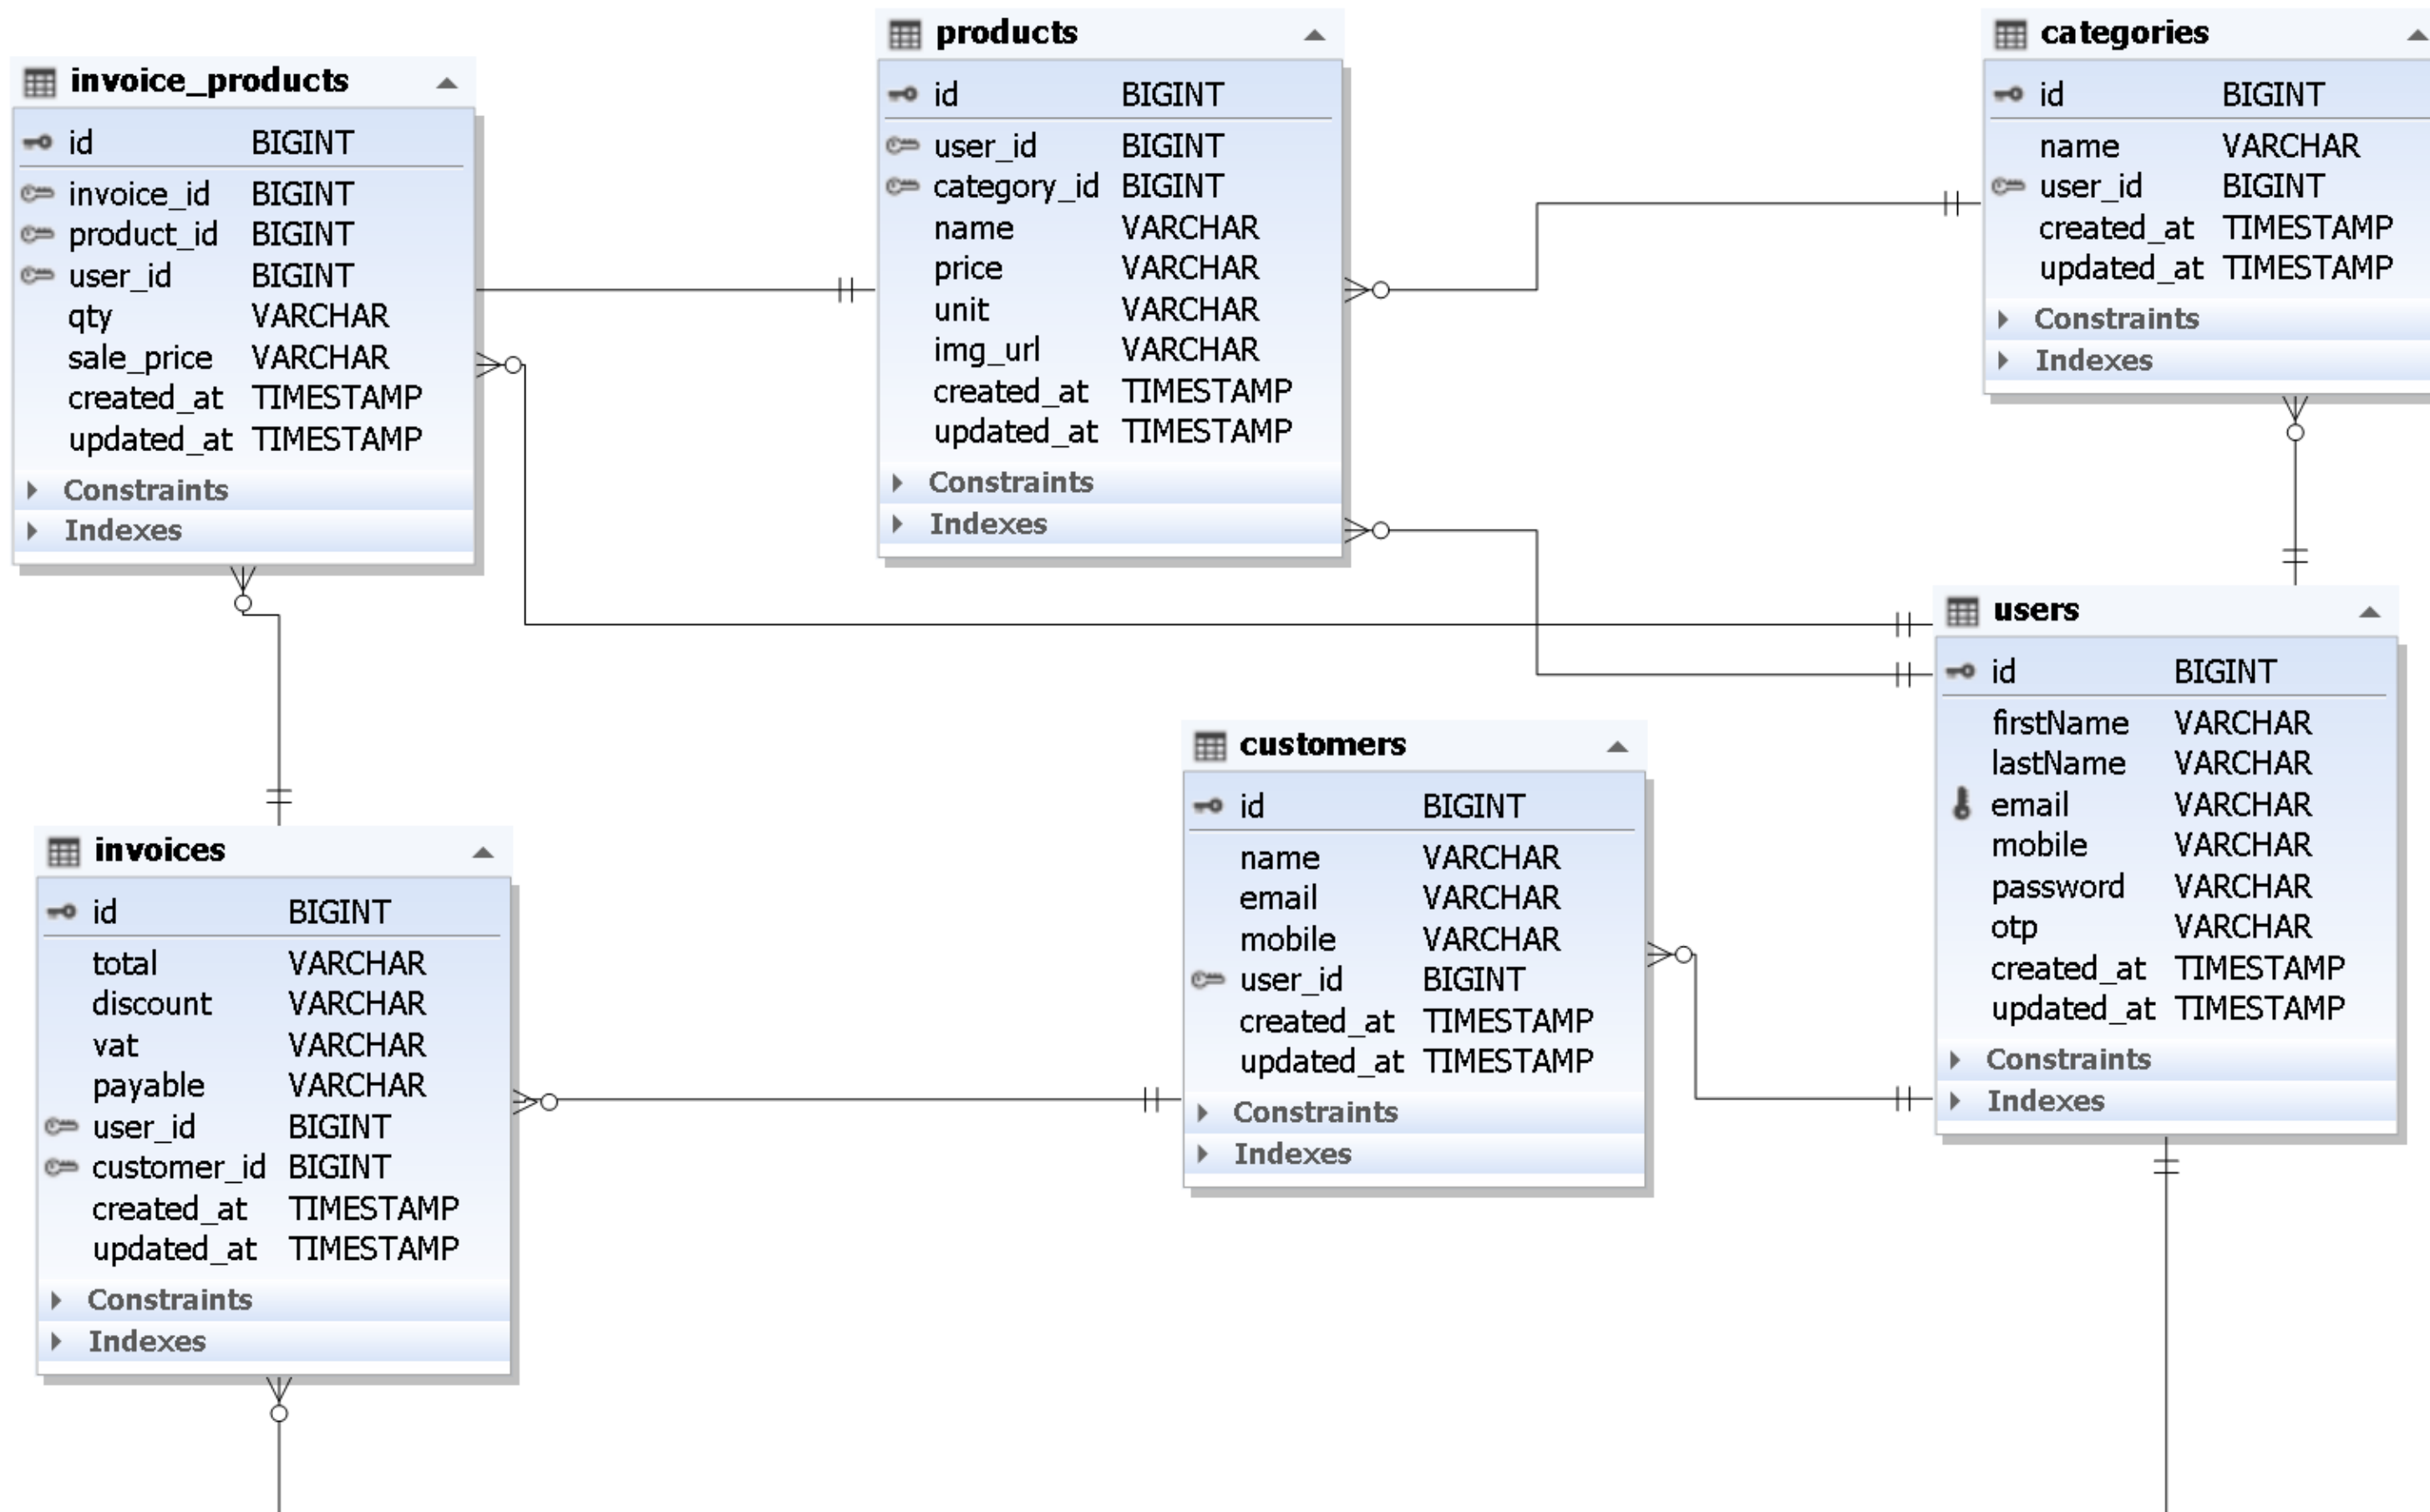 invoice_products
id BIGINT
invoice_id BIGINT
product_id BIGINT
user_id BIGINT
qty VARCHAR
sale_price VARCHAR
created_at TIMESTAMP
updated_at TIMESTAMP
Constraints
Indexes
products
id BIGINT
user_id BIGINT
category_id BIGINT
name VARCHAR
price VARCHAR
unit VARCHAR
img_url VARCHAR
created_at TIMESTAMP
updated_at TIMESTAMP
Constraints
Indexes
categories
id BIGINT
name VARCHAR
user_id BIGINT
created_at TIMESTAMP
updated_at TIMESTAMP
Constraints
Indexes
invoices
id BIGINT
total VARCHAR
discount VARCHAR
vat VARCHAR
payable VARCHAR
user_id BIGINT
customer_id BIGINT
created_at TIMESTAMP
updated_at TIMESTAMP
Constraints
Indexes
customers
id BIGINT
name VARCHAR
email VARCHAR
mobile VARCHAR
user_id BIGINT
created_at TIMESTAMP
updated_at TIMESTAMP
Constraints
Indexes
users
id BIGINT
firstName VARCHAR
lastName VARCHAR
email VARCHAR
mobile VARCHAR
password VARCHAR
otp VARCHAR
created_at TIMESTAMP
updated_at TIMESTAMP
Constraints
Indexes